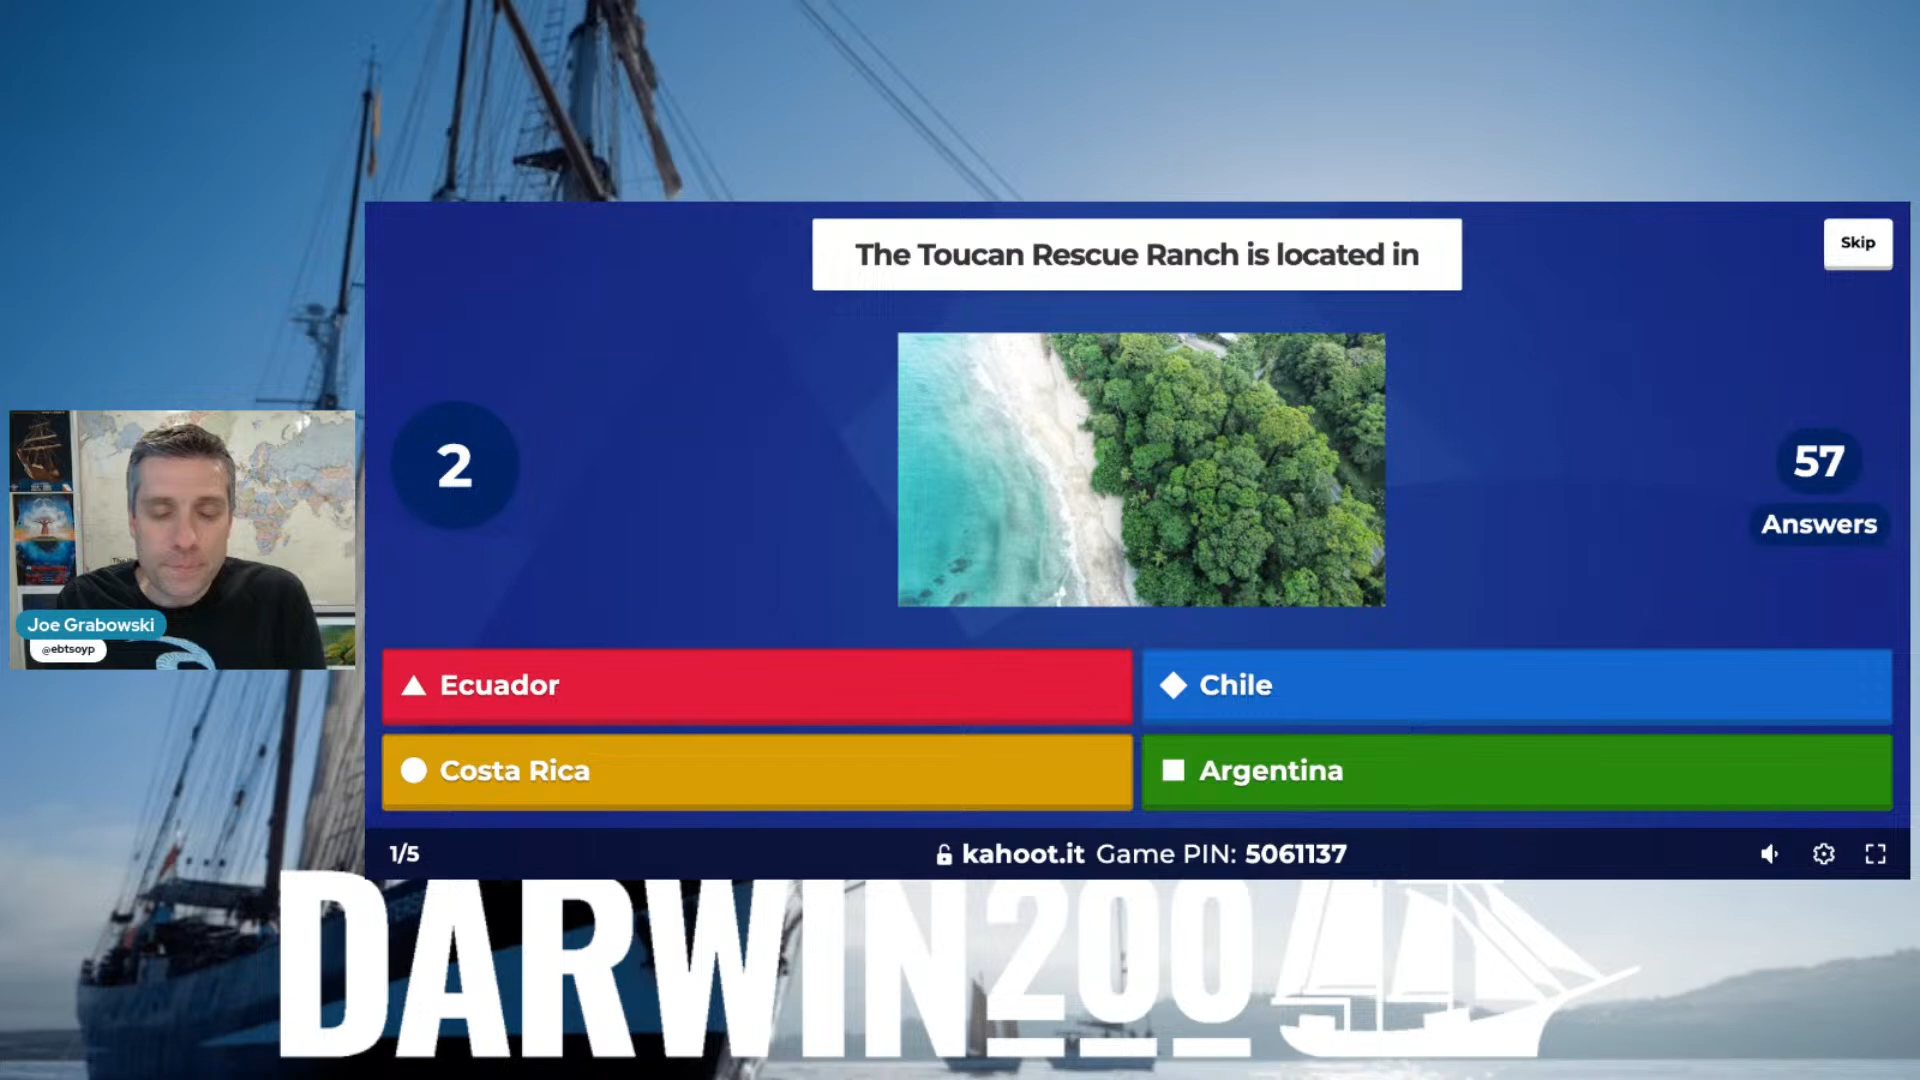 The Toucan Rescue Ranch is located in
Skip
2
57
Answers
Joe Grabowski
@ebtsoyp
Ecuador
Chile
Costa Rica
Argentina
1/5
kahoot.it Game PIN: 5061137
DARWIN200